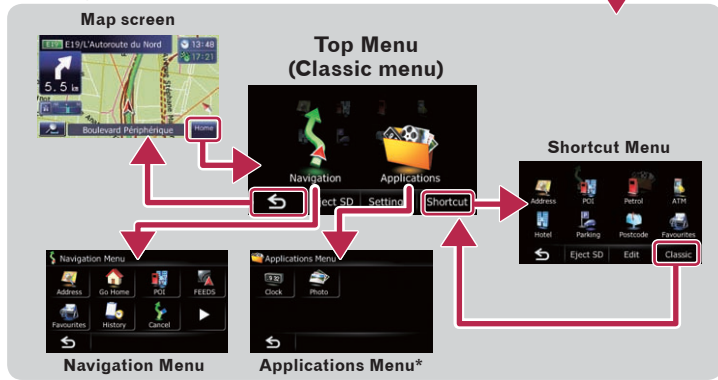 Map screen
E19 E19/L'Autoroute du Nord
13:48
17:21
5.5
Boulevard Périphérique
Home
Top Menu
(Classic menu)
Navigation
Applications
Eject SD
Settings
Shortcut
Shortcut Menu
Address
POI
Petrol
ATM
Hotel
Parking
Postcode
Favourites
Eject SD
Edit
Classic
Navigation Menu
Address
Go Home
POI
FEEDS
Favourites
History
Cancel
Navigation Menu
Applications Menu
Clock
Photo
Applications Menu*